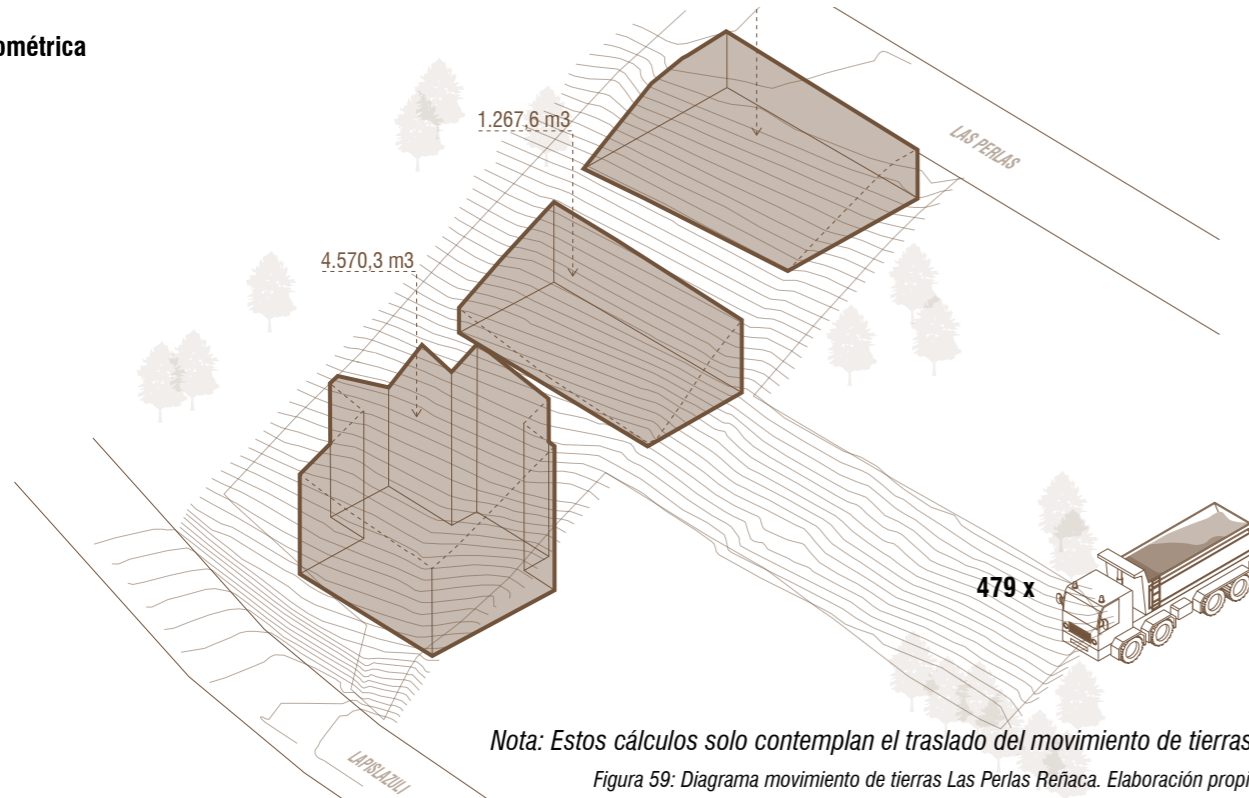 ométrica
1.267,6 m3
LAS PERLAS
4.570,3 m3
479 x
LAPISLAZULI
Nota: Estos cálculos solo contemplan el traslado del movimiento de tierras
Figura 59: Diagrama movimiento de tierras Las Perlas Reñaca. Elaboración propi